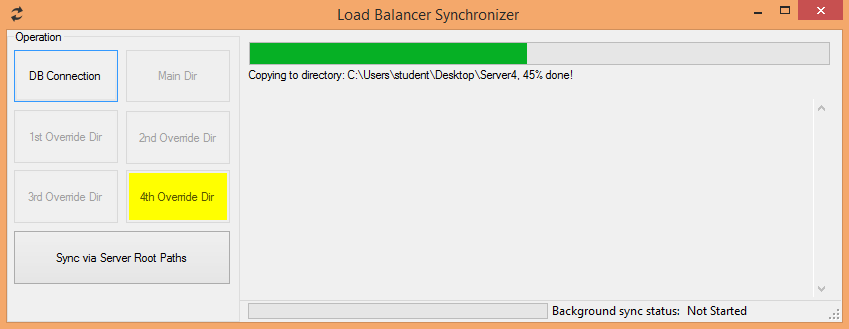 Load Balancer Synchronizer
Operation
DB Connection
Main Dir
1st Override Dir
2nd Override Dir
3rd Override Dir
4th Override Dir
Sync via Server Root Paths
Copying to directory: C:\Users\student\Desktop\Server4, 45% done!
Background sync status: Not Started